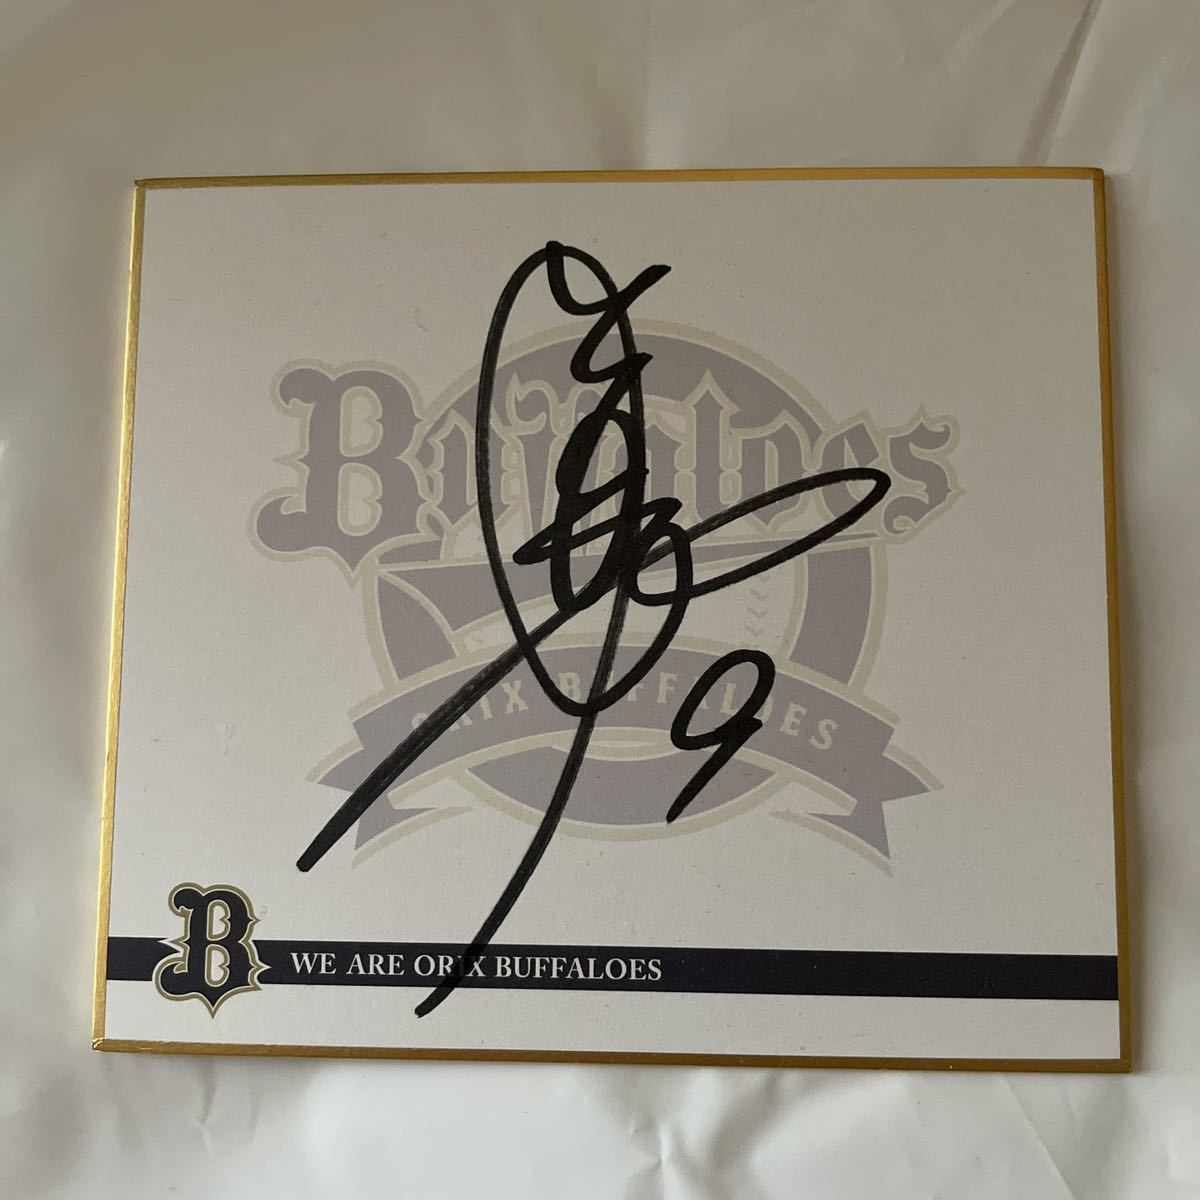 Buffaloes
ORIX BUFFALOES
9
B
WE ARE ORIX BUFFALOES